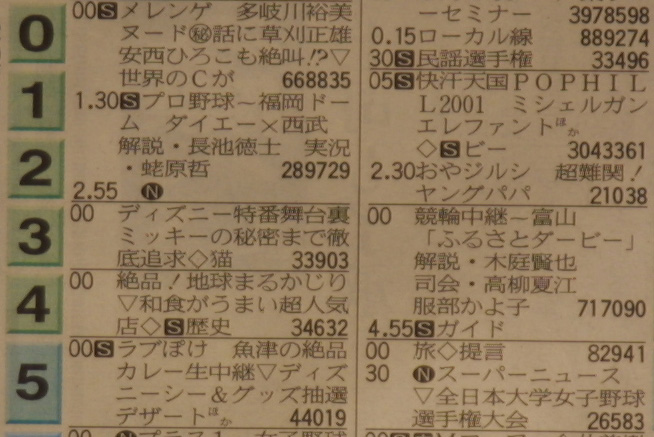 0
1
2
3
4
5
00Ⓢメレンゲ 多岐川裕美
ヌード㊙話に草刈正雄
安西ひろこも絶叫!?▽
世界のCが 668835
1.30Ⓢプロ野球〜福岡ドー
ム ダイエー×西武
解説・長池徳士 実況
・蛯原哲 289729
2.55 Ⓝ
00 ディズニー特番舞台裏
ミッキーの秘密まで徹
底追求◇猫 33903
00 絶品!地球まるかじり
▽和食がうまい超人気
店◇Ⓢ歴史 34632
00Ⓢラブぽけ 魚津の絶品
カレー生中継▽ディズ
ニーシー&グッズ抽選
デザートほか 44019
ーセミナー 3978598
0.15ローカル線 889274
30Ⓢ民謡選手権 33496
05Ⓢ快汗天国POPHIL
L2001 ミシェルガン
エレファントほか
◇Ⓢビー 3043361
2.30おやジルシ 超難関!
ヤングパパ 21038
00 競輪中継〜富山
「ふるさとダービー」
解説・木庭賢也
司会・高柳夏江
服部かよ子 717090
4.55Ⓢガイド
00 旅◇提言 82941
30 Ⓝスーパーニュース
▽全日本大学女子野球
選手権大会 26583